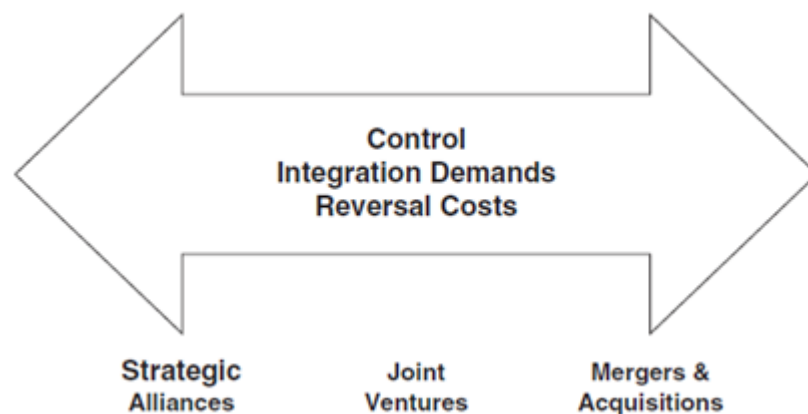 Control
Integration Demands
Reversal Costs
Strategic Joint Mergers &
Alliances Ventures Acquisitions